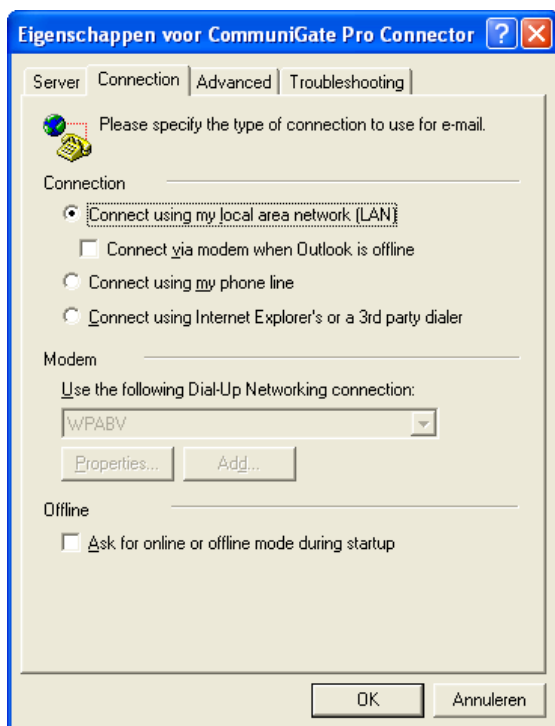 Eigenschappen voor CommuniGate Pro Connector
Server Connection Advanced Troubleshooting
Please specify the type of connection to use for e-mail.
Connection
Connect using my local area network (LAN)
Connect via modem when Outlook is offline
Connect using my phone line
Connect using Internet Explorer's or a 3rd party dialer
Modem
Use the following Dial-Up Networking connection:
WPABV
Properties... Add...
Offline
Ask for online or offline mode during startup
OK Annuleren